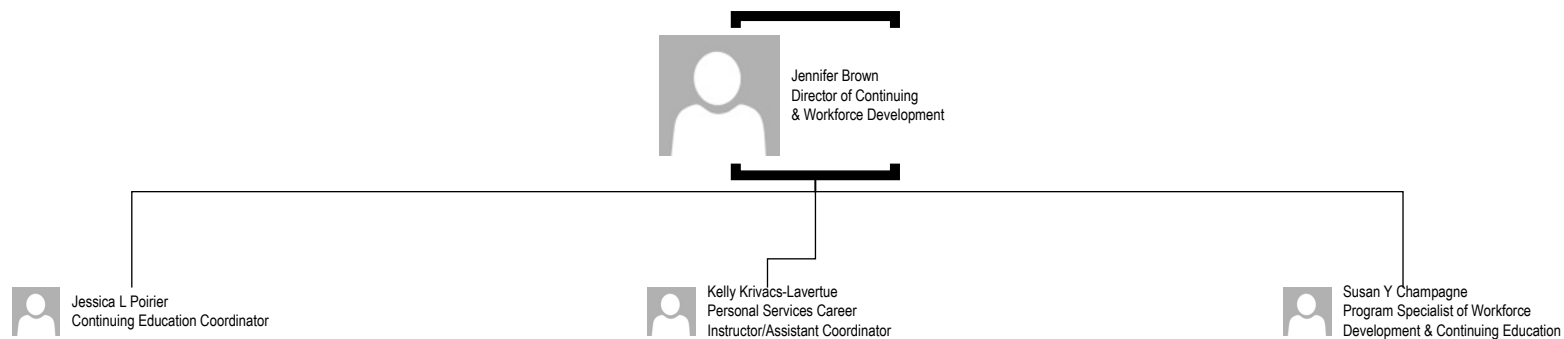 Jennifer Brown
Director of Continuing
& Workforce Development
Jessica L Poirier
Continuing Education Coordinator
Kelly Krivacs-Lavertue
Personal Services Career
Instructor/Assistant Coordinator
Susan Y Champagne
Program Specialist of Workforce
Development & Continuing Education